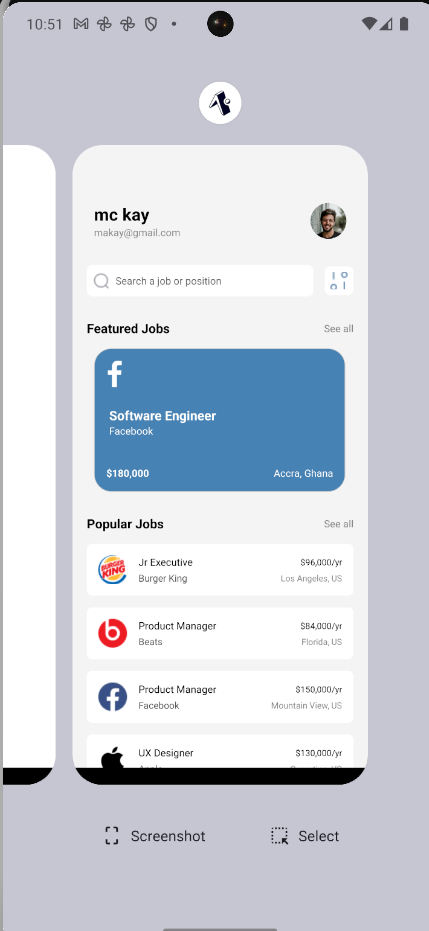 10:51
mc kay
makay@gmail.com
Search a job or position
Featured Jobs See all
Software Engineer
Facebook
$180,000 Accra, Ghana
Popular Jobs See all
BURGER KING
Jr Executive $96,000/yr
Burger King Los Angeles, US
Product Manager $84,000/yr
Beats Florida, US
Product Manager $150,000/yr
Facebook Mountain View, US
UX Designer $130,000/yr
Screenshot Select